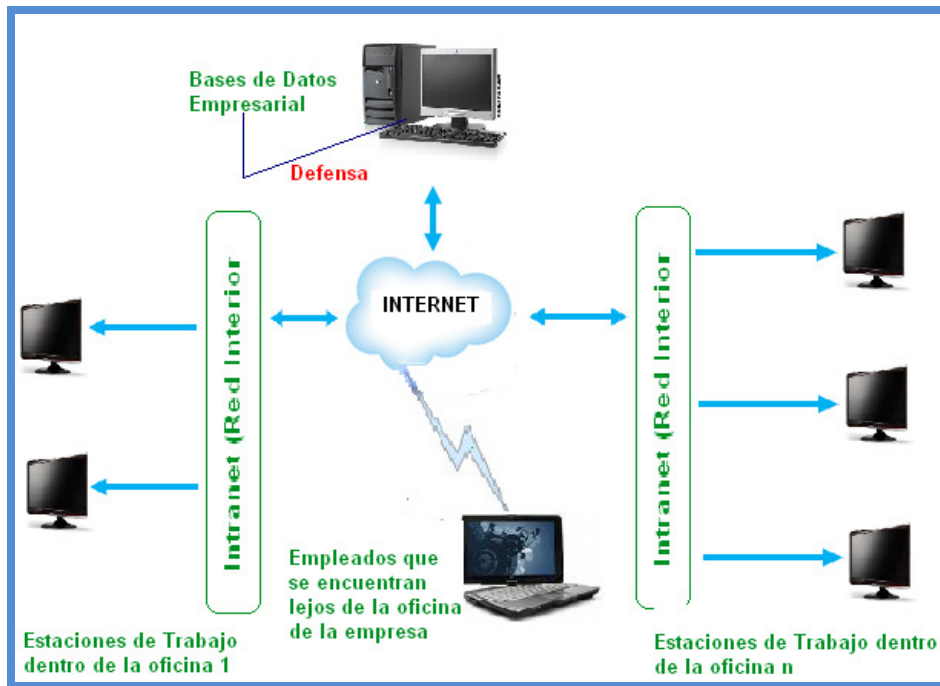 Bases de Datos
Empresarial
Defensa
INTERNET
Intranet (Red Interior
Intranet (Red Interior
Empleados que
se encuentran
lejos de la oficina
de la empresa
Estaciones de Trabajo
dentro de la oficina 1
Estaciones de Trabajo dentro
de la oficina n